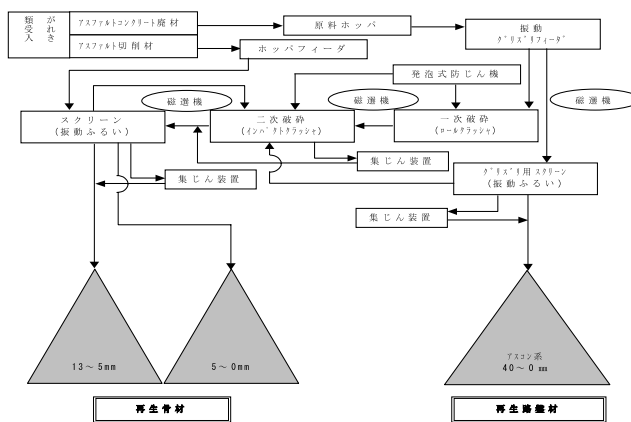 がれき
類受入
アスファルトコンクリート廃材
アスファルト切削材
原料ホッパ
ホッパフィーダ
振動
グリズリフィーダ
発泡式防じん機
磁選機
磁選機
磁選機
スクリーン
(振動ふるい)
二次破砕
(インパクトクラッシャ)
一次破砕
(ロールクラッシャ)
集じん装置
集じん装置
グリズリ用スクリーン
(振動ふるい)
集じん装置
13～5mm
5～0mm
アスコン系
40～0mm
再生骨材
再生路盤材